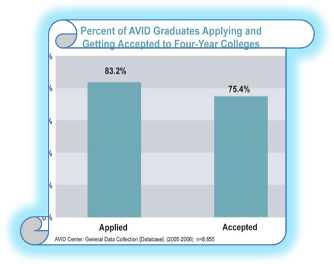 Percent of AVID Graduates Applying and
Getting Accepted to Four-Year Colleges
%
83.2%
75.4%
%
%
%
%
0%
Applied
Accepted
AVID Center: General Data Collection [Database]. (2005-2006) n=8,855